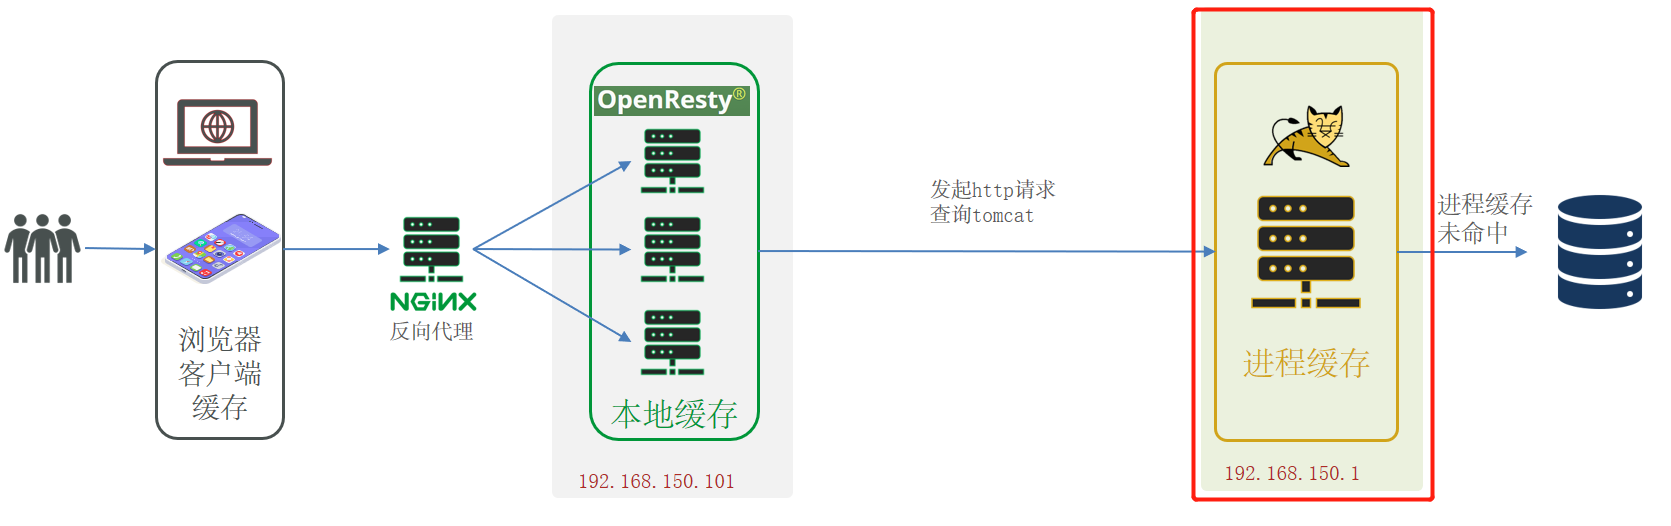 浏览器
客户端
缓存
NGINX
反向代理
OpenResty®
本地缓存
192.168.150.101
发起http请求
查询tomcat
进程缓存
192.168.150.1
进程缓存
未命中